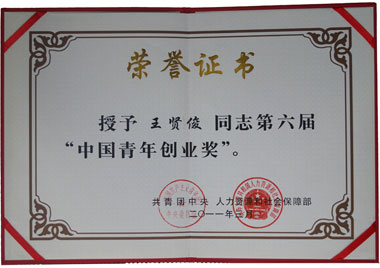 荣誉证书
授予 王贤俊 同志第六届
“中国青年创业奖”。
共青团中央 人力资源和社会保障部
二〇一一年